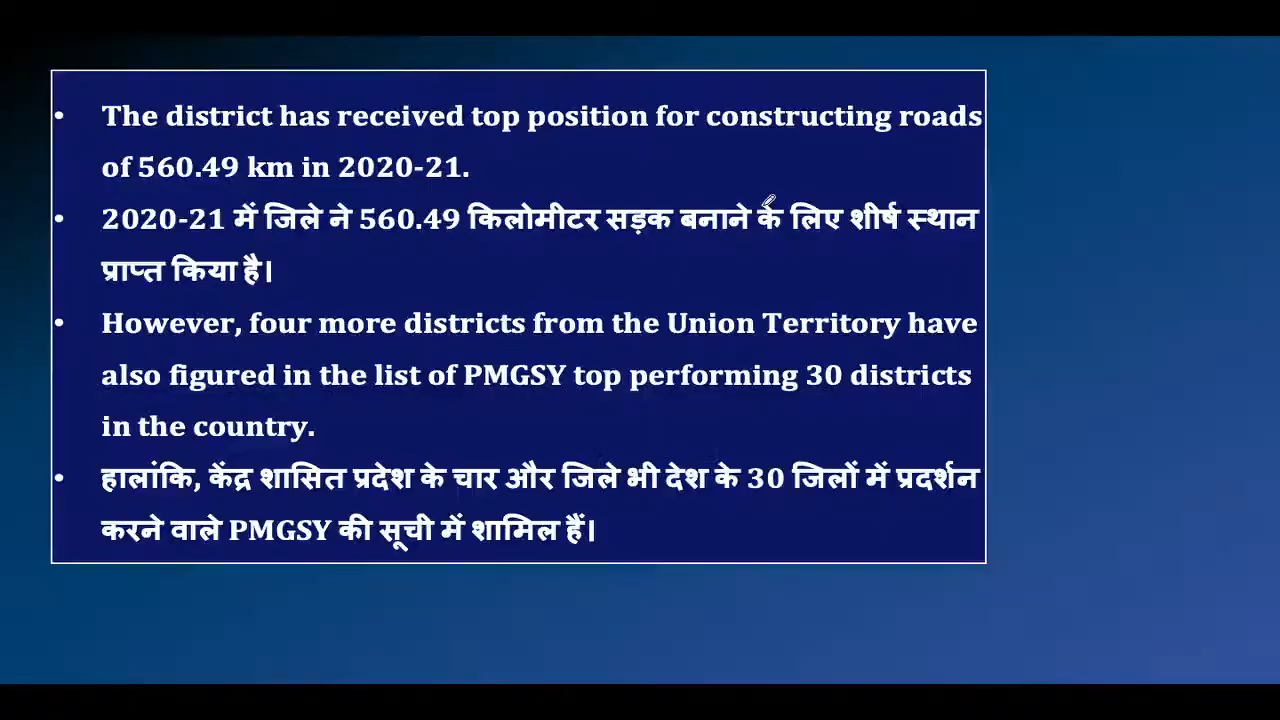 • The district has received top position for constructing roads
of 560.49 km in 2020-21.
• 2020-21 में जिले ने 560.49 किलोमीटर सड़क बनाने के लिए शीर्ष स्थान
प्राप्त किया है।
• However, four more districts from the Union Territory have
also figured in the list of PMGSY top performing 30 districts
in the country.
• हालांकि, केंद्र शासित प्रदेश के चार और जिले भी देश के 30 जिलों में प्रदर्शन
करने वाले PMGSY की सूची में शामिल हैं।